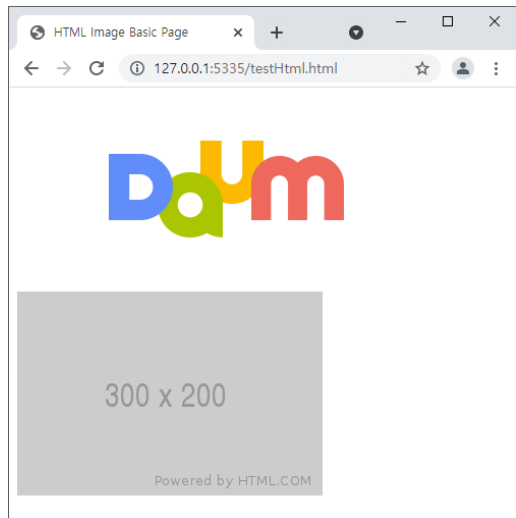 HTML Image Basic Page
127.0.0.1:5335/testHtml.html
Daum
300 x 200
Powered by HTML.COM